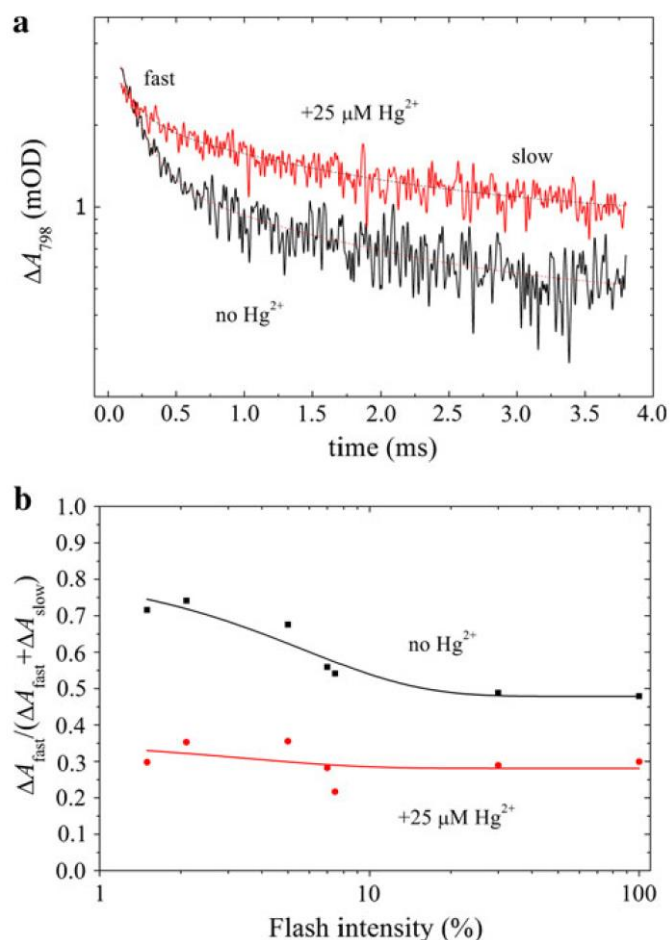 a
fast
+25 μM Hg²⁺
slow
1
ΔA₇₉₈ (mOD)
no Hg²⁺
0.0 0.5 1.0 1.5 2.0 2.5 3.0 3.5 4.0
time (ms)
b
1.0
0.9
0.8
0.7
0.6
0.5
0.4
0.3
0.2
0.1
0.0
ΔA_fast/(ΔA_fast+ΔA_slow)
no Hg²⁺
+25 μM Hg²⁺
1 10 100
Flash intensity (%)